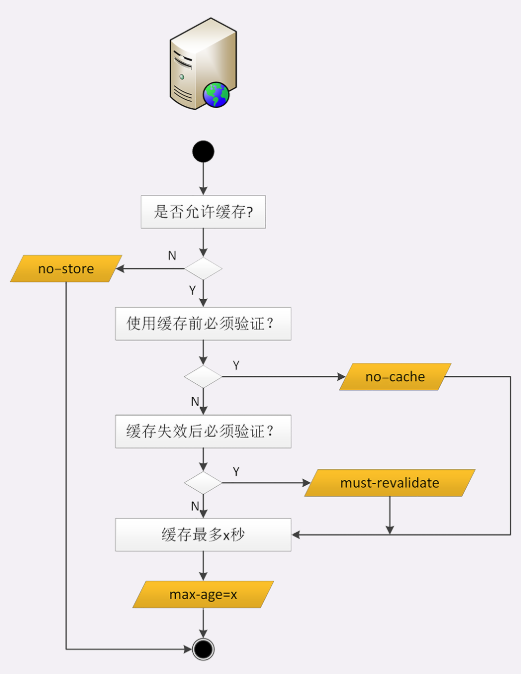 是否允许缓存?
N
no-store
Y
使用缓存前必须验证?
Y
no-cache
N
缓存失效后必须验证?
Y
must-revalidate
N
缓存最多x秒
max-age=x